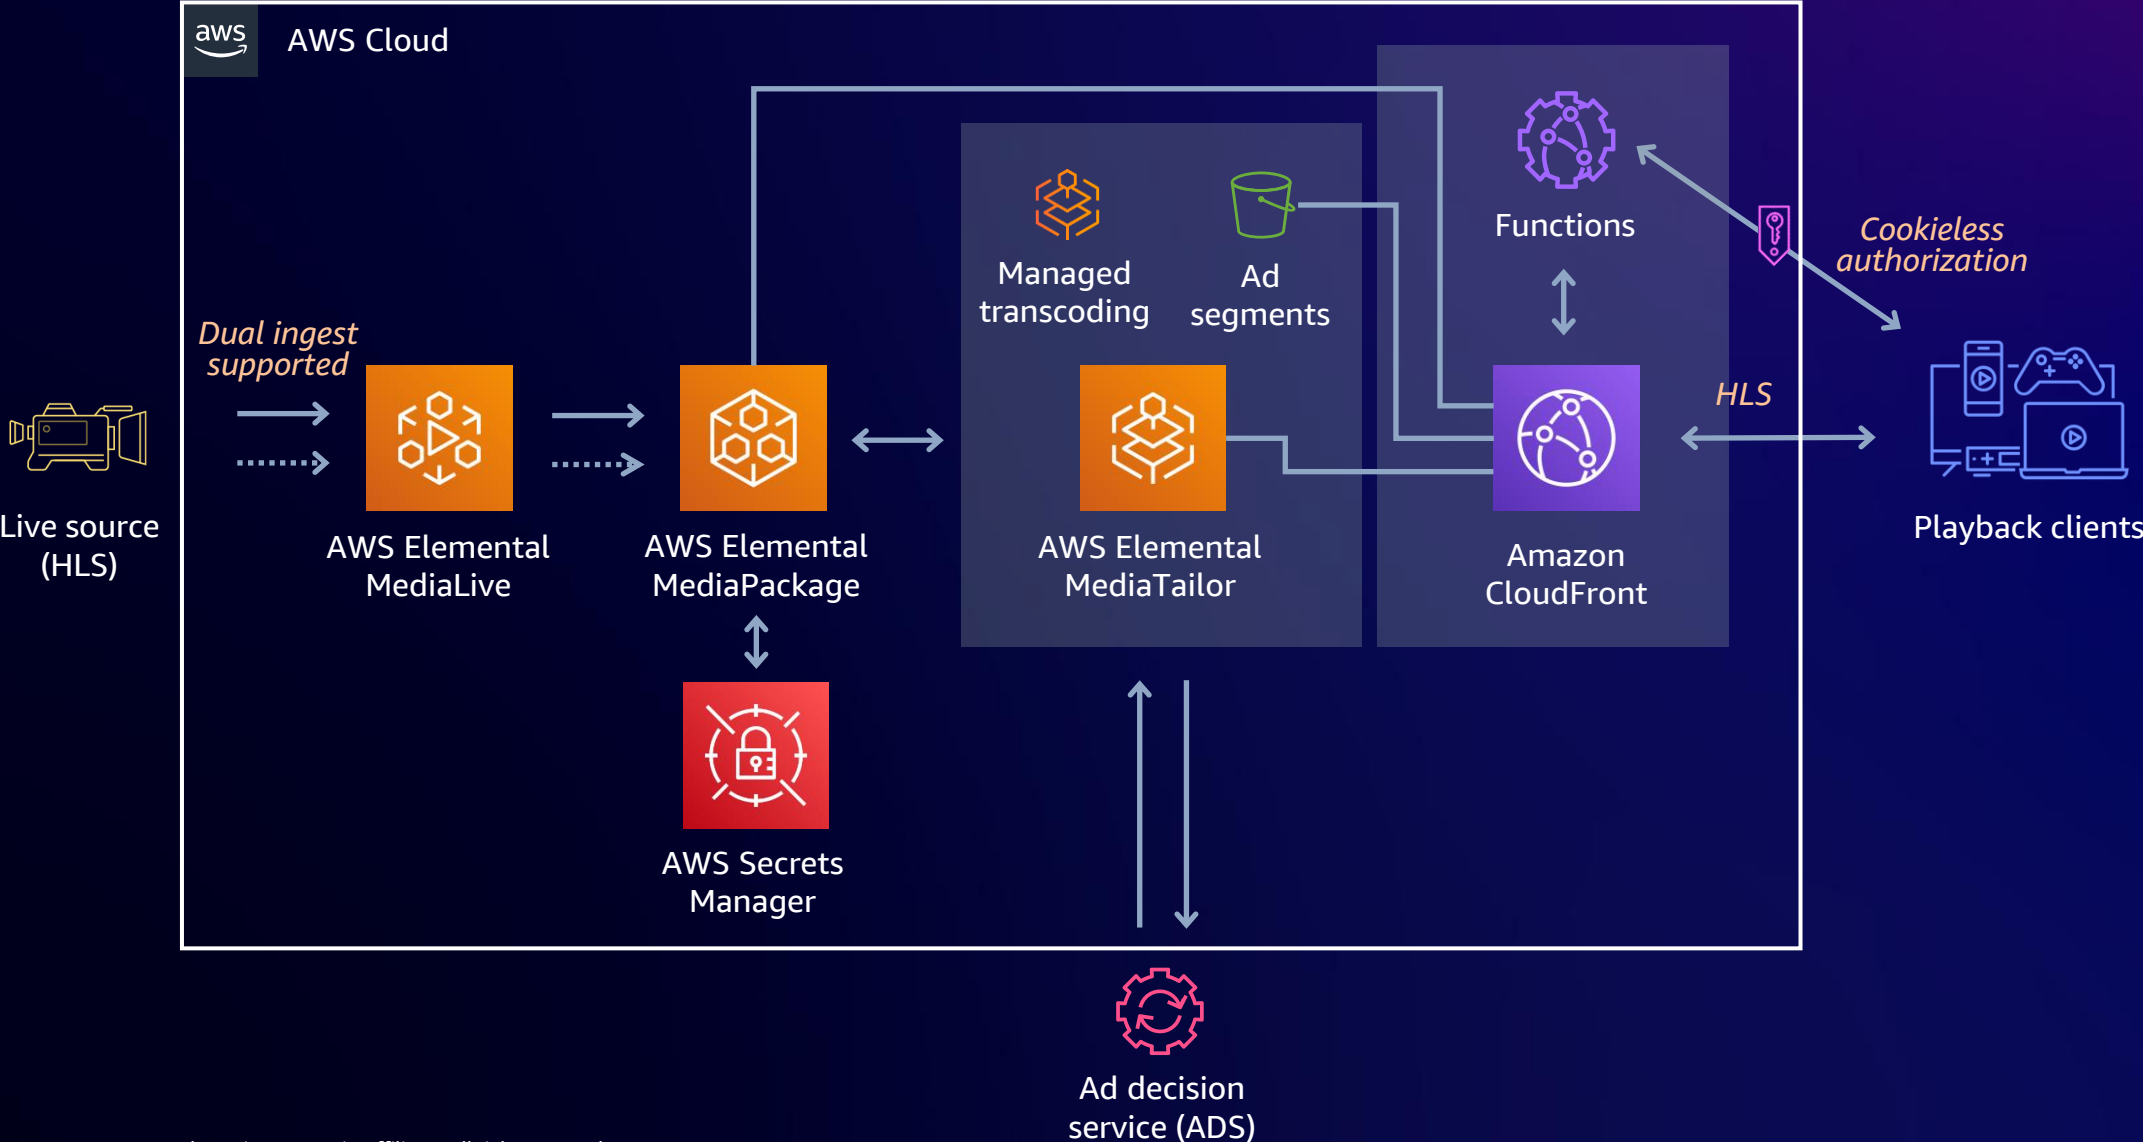 aws
AWS Cloud
Functions
Cookieless
authorization
Managed
transcoding
Ad
segments
Dual ingest
supported
HLS
Live source
(HLS)
AWS Elemental
MediaLive
AWS Elemental
MediaPackage
AWS Elemental
MediaTailor
Amazon
CloudFront
Playback clients
AWS Secrets
Manager
Ad decision
service (ADS)